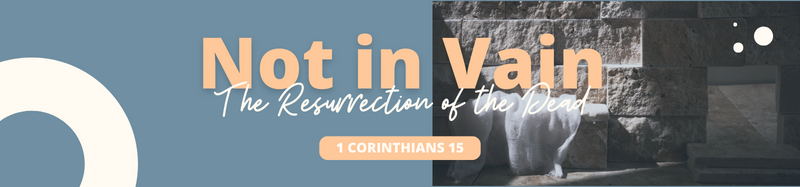 Not in Vain
The Resurrection of the Dead
1 CORINTHIANS 15